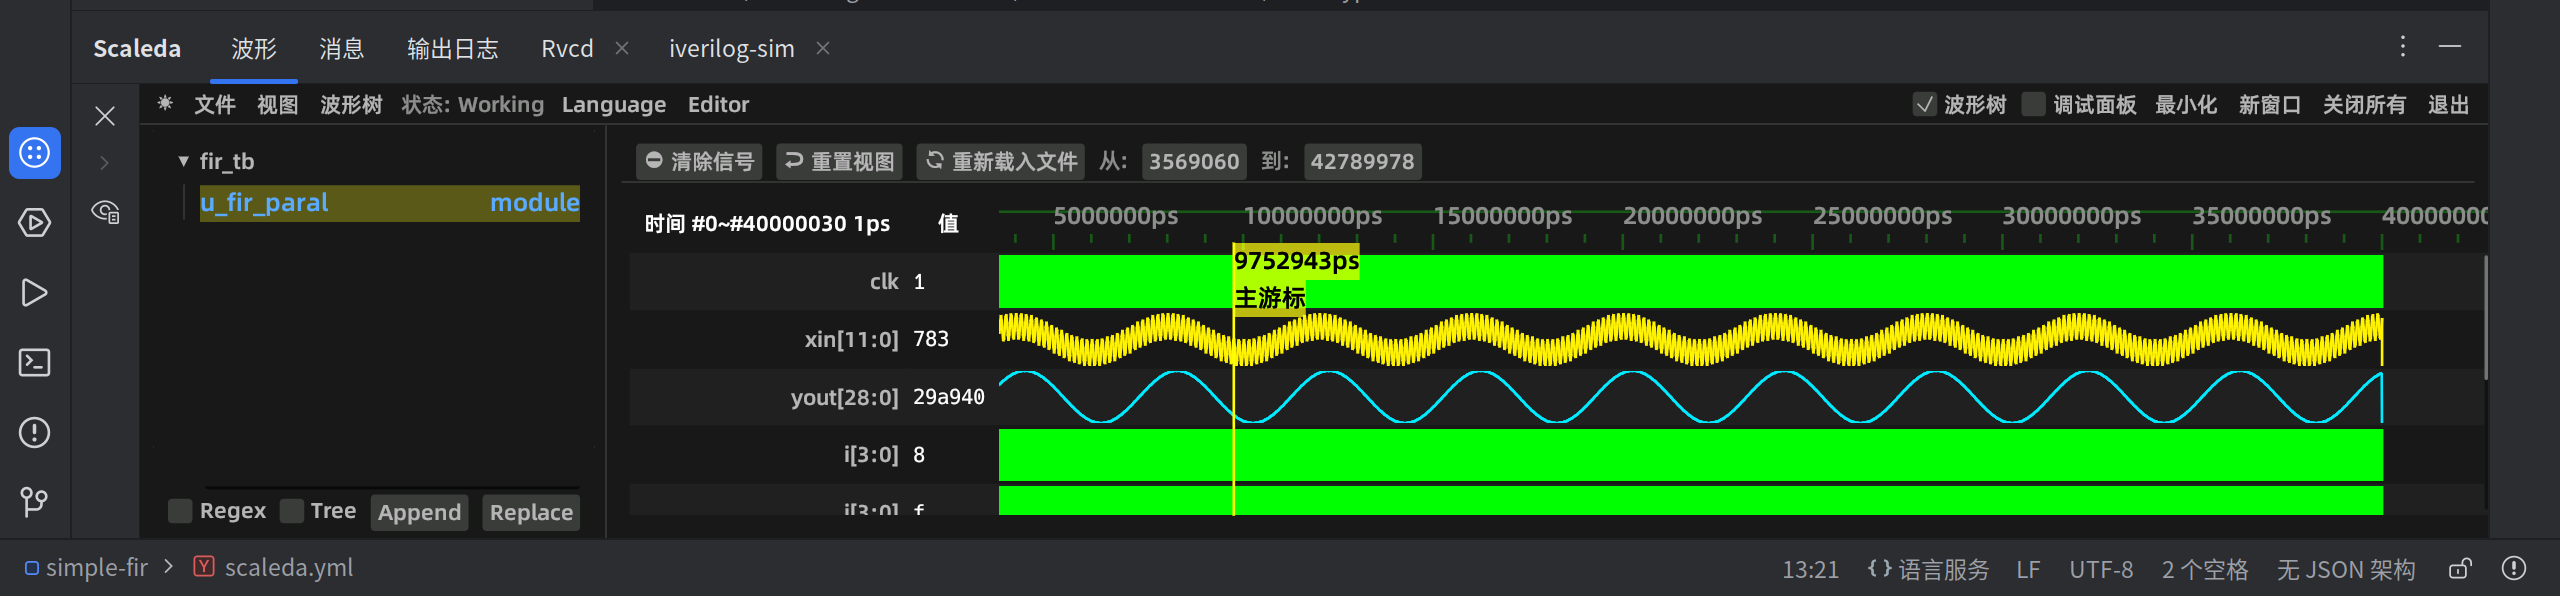 Scaleda 波形 消息 输出日志 Rvcd iverilog-sim
文件 视图 波形树 状态: Working Language Editor 波形树 调试面板 最小化 新窗口 关闭所有 退出
fir_tb
u_fir_paral module
Regex Tree Append Replace
清除信号 重置视图 重新载入文件 从: 3569060 到: 42789978
时间 #0~#40000030 1ps 值
5000000ps 10000000ps 15000000ps 20000000ps 25000000ps 30000000ps 35000000ps 40000000
9752943ps
主游标
clk 1
xin[11:0] 783
yout[28:0] 29a940
i[3:0] 8
simple-fir scaleda.yml 13:21 {} 语言服务 LF UTF-8 2 个空格 无 JSON 架构